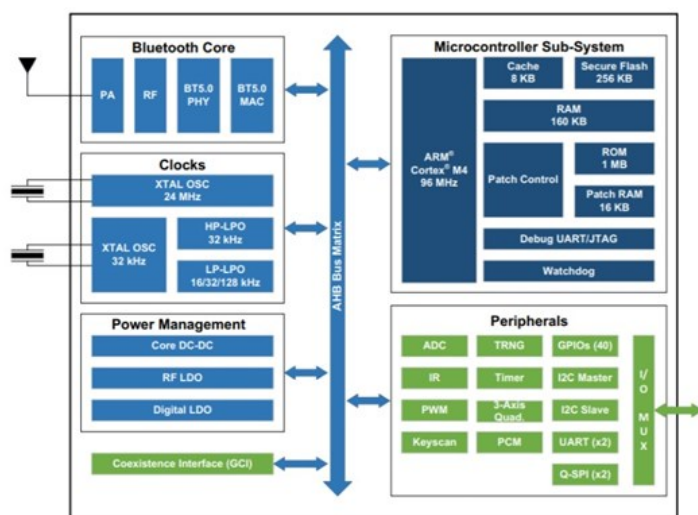 Bluetooth Core
PA
RF
BT5.0
PHY
BT5.0
MAC
Clocks
XTAL OSC
24 MHz
XTAL OSC
32 kHz
HP-LPO
32 kHz
LP-LPO
16/32/128 kHz
Power Management
Core DC-DC
RF LDO
Digital LDO
Coexistence Interface (GCI)
AHB Bus Matrix
Microcontroller Sub-System
ARM®
Cortex® M4
96 MHz
Cache
8 KB
Secure Flash
256 KB
RAM
160 KB
Patch Control
ROM
1 MB
Patch RAM
16 KB
Debug UART/JTAG
Watchdog
Peripherals
ADC
TRNG
GPIOs (40)
IR
Timer
I2C Master
PWM
3-Axis
Quad.
I2C Slave
Keyscan
PCM
UART (x2)
Q-SPI (x2)
I/O MUX